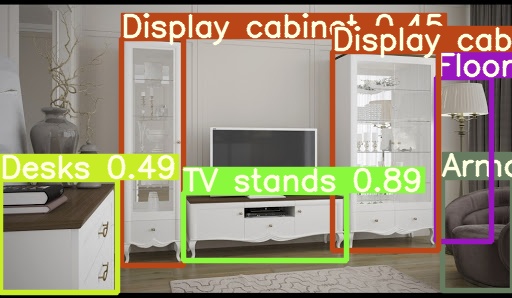 Display cabinet 0.45
Display cab
Floor
Desks 0.49
TV stands 0.89
Arm